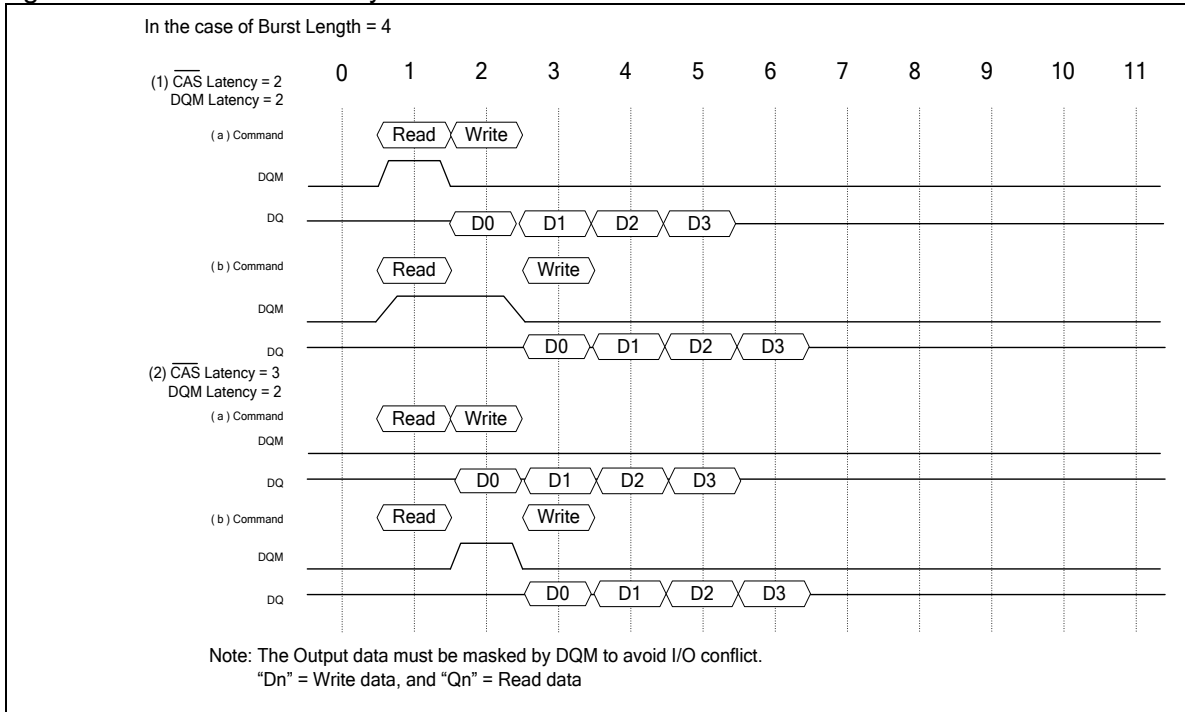 In the case of Burst Length = 4
(1) CAS Latency = 2
DQM Latency = 2
0 1 2 3 4 5 6 7 8 9 10 11
( a ) Command
Read Write
DQM
DQ
D0 D1 D2 D3
( b ) Command
Read Write
DQM
DQ
D0 D1 D2 D3
(2) CAS Latency = 3
DQM Latency = 2
( a ) Command
Read Write
DQM
DQ
D0 D1 D2 D3
( b ) Command
Read Write
DQM
DQ
D0 D1 D2 D3
Note: The Output data must be masked by DQM to avoid I/O conflict.
“Dn” = Write data, and “Qn” = Read data